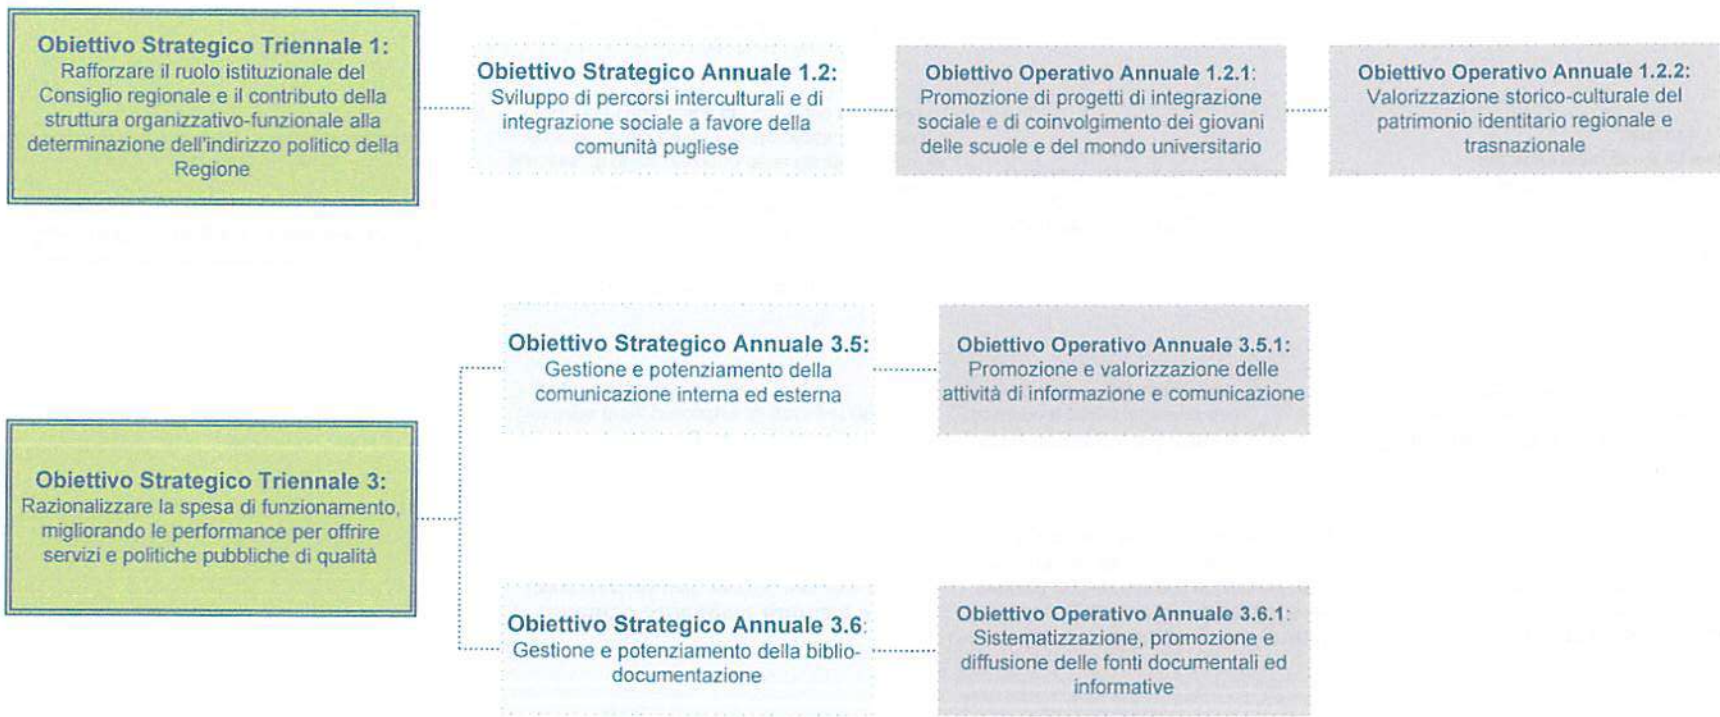 Obiettivo Strategico Triennale 1:
Rafforzare il ruolo istituzionale del
Consiglio regionale e il contributo della
struttura organizzativo-funzionale alla
determinazione dell'indirizzo politico della
Regione
Obiettivo Strategico Annuale 1.2:
Sviluppo di percorsi interculturali e di
integrazione sociale a favore della
comunità pugliese
Obiettivo Operativo Annuale 1.2.1:
Promozione di progetti di integrazione
sociale e di coinvolgimento dei giovani
delle scuole e del mondo universitario
Obiettivo Operativo Annuale 1.2.2:
Valorizzazione storico-culturale del
patrimonio identitario regionale e
trasnazionale
Obiettivo Strategico Triennale 3:
Razionalizzare la spesa di funzionamento,
migliorando le performance per offrire
servizi e politiche pubbliche di qualità
Obiettivo Strategico Annuale 3.5:
Gestione e potenziamento della
comunicazione interna ed esterna
Obiettivo Operativo Annuale 3.5.1:
Promozione e valorizzazione delle
attività di informazione e comunicazione
Obiettivo Strategico Annuale 3.6:
Gestione e potenziamento della biblio-
documentazione
Obiettivo Operativo Annuale 3.6.1:
Sistematizzazione, promozione e
diffusione delle fonti documentali ed
informative